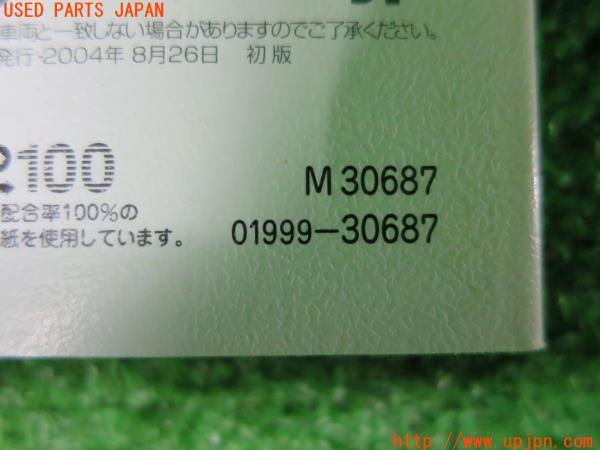 USED PARTS JAPAN
車両と一致しない場合がありますのでご了承ください。
発行-2004年 8月26日 初版
100
M 30687
配合率100%の
紙を使用しています。
01999-30687
http://www.upjpn.com/